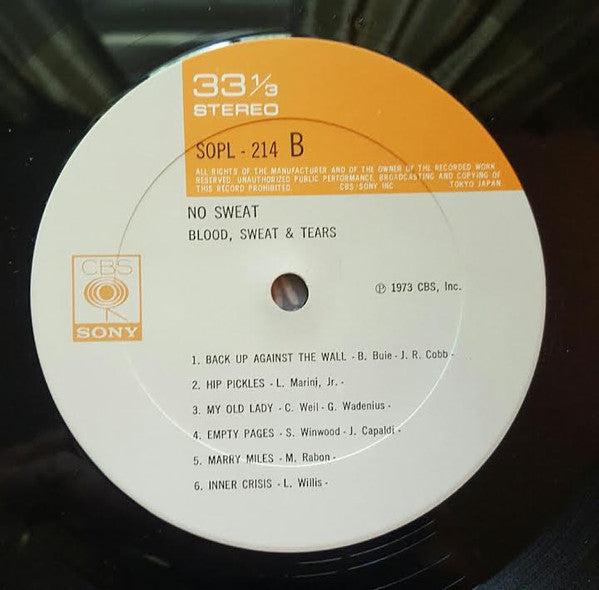 33 1/3
STEREO
SOPL - 214 B
ALL RIGHTS OF THE MANUFACTURER AND OF THE OWNER OF THE RECORDED WORK
RESERVED. UNAUTHORIZED PUBLIC PERFORMANCE, BROADCASTING AND COPYING OF
THIS RECORD PROHIBITED. CBS/SONY INC. TOKYO JAPAN
NO SWEAT
BLOOD, SWEAT & TEARS
CBS
SONY
℗ 1973 CBS, Inc.
1. BACK UP AGAINST THE WALL - B. Buie - J. R. Cobb -
2. HIP PICKLES - L. Marini, Jr. -
3. MY OLD LADY - C. Weil - G. Wadenius -
4. EMPTY PAGES - S. Winwood - J. Capaldi -
5. MARRY MILES - M. Rabon -
6. INNER CRISIS - L. Willis -